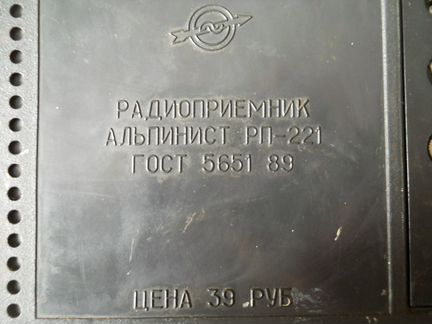 РАДИОПРИЕМНИК
АЛЬПИНИСТ РП-221
ГОСТ 5651 89
ЦЕНА 39 РУБ